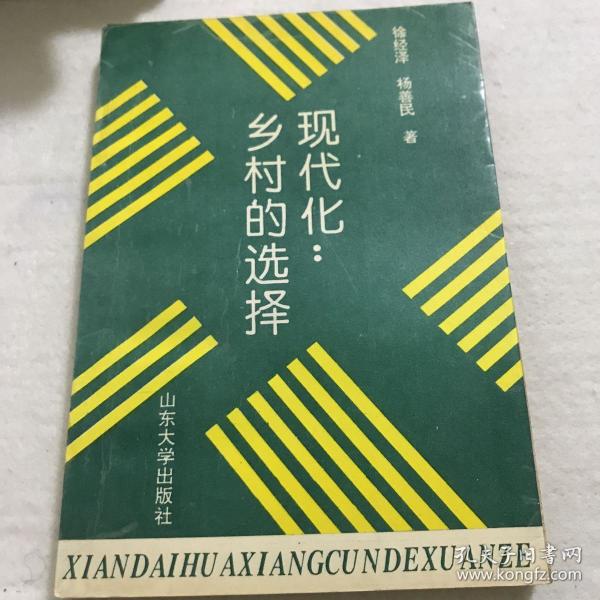 徐经泽 杨善民 著
现代化：
乡村的选择
山东大学出版社
XIANDAIHUAXIANGCUNDEXUANZE
孔夫子旧书网
www.kongfz.com